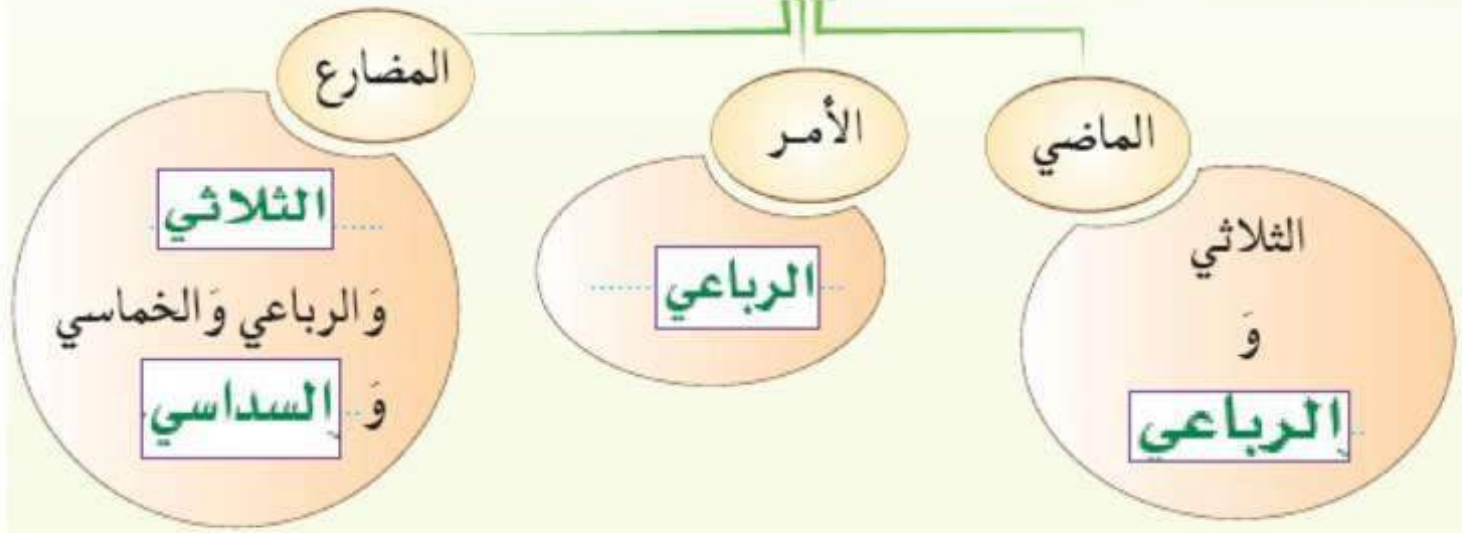 الماضي
الثلاثي
وَ
الرباعي
الأمـر
الرباعي
المضارع
الثلاثي
وَالرباعي وَالخماسي
وَ السداسي